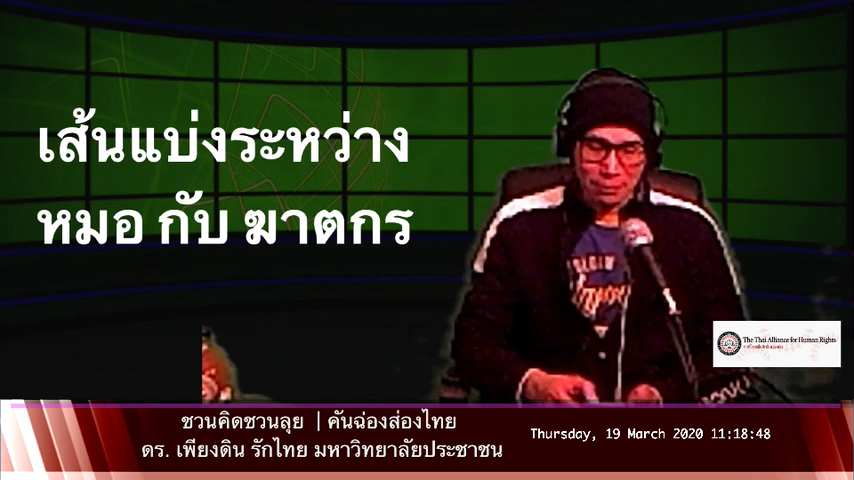 เส้นแบ่งระหว่าง
หมอ กับ ฆาตกร
The Thai Alliance for Human Rights
ชวนคิดชวนลุย | คันฉ่องส่องไทย
ดร. เพียงดิน รักไทย มหาวิทยาลัยประชาชน
Thursday, 19 March 2020 11:18:48